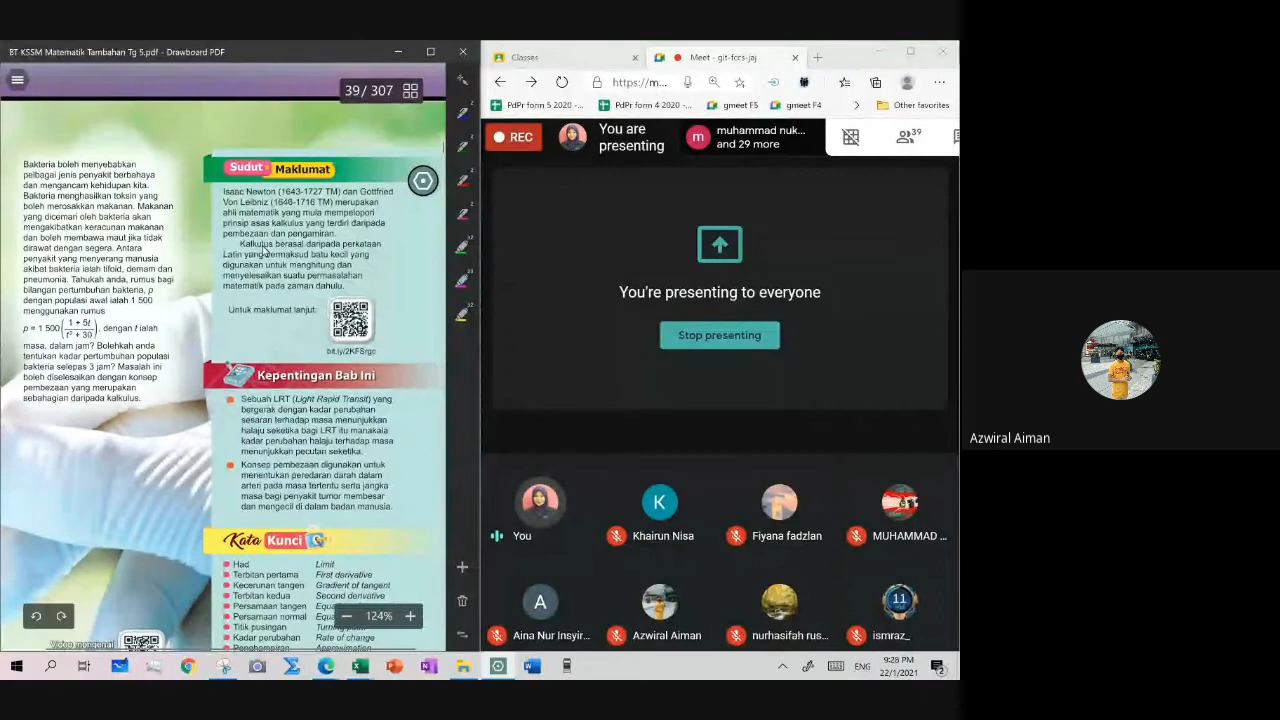 BT KSSM Matematik Tambahan Tg 5.pdf - Drawboard PDF
39 / 307
Bakteria boleh menyebabkan
pelbagai jenis penyakit berbahaya
dan mengancam kehidupan kita.
Bakteria menghasilkan toksin yang
boleh merosakkan makanan. Makanan
yang dicemari oleh bakteria akan
mengakibatkan keracunan makanan
dan boleh membawa maut jika tidak
dirawat dengan segera. Antara
penyakit yang menyerang manusia
akibat bakteria ialah tifoid, demam dan
pneumonia. Tahukah anda, rumus bagi
bilangan pertumbuhan bakteria, p
dengan populasi awal ialah 1 500
menggunakan rumus
p = 1 500(1 + 5t / t² + 30), dengan t ialah
masa, dalam jam? Bolehkah anda
tentukan kadar pertumbuhan populasi
bakteria selepas 3 jam? Masalah ini
boleh diselesaikan dengan konsep
pembezaan yang merupakan
sebahagian daripada kalkulus.
Sudut Maklumat
Isaac Newton (1643-1727 TM) dan Gottfried
Von Leibniz (1646-1716 TM) merupakan
ahli matematik yang mula mempelopori
prinsip asas kalkulus yang terdiri daripada
pembezaan dan pengamiran.
Kalkulus berasal daripada perkataan
Latin yang bermaksud batu kecil yang
digunakan untuk menghitung dan
menyelesaikan suatu permasalahan
matematik pada zaman dahulu.
Untuk maklumat lanjut:
bit.ly/2KFSrgc
Kepentingan Bab Ini
Sebuah LRT (Light Rapid Transit) yang
bergerak dengan kadar perubahan
sesaran terhadap masa menunjukkan
halaju seketika bagi LRT itu manakala
kadar perubahan halaju terhadap masa
menunjukkan pecutan seketika.
Konsep pembezaan digunakan untuk
menentukan peredaran darah dalam
arteri pada masa tertentu serta jangka
masa bagi penyakit tumor membesar
dan mengecil di dalam badan manusia.
Kata Kunci
Had Limit
Terbitan pertama First derivative
Kecerunan tangen Gradient of tangent
Terbitan kedua Second derivative
Persamaan tangen
Persamaan normal
Titik pusingan
Kadar perubahan Rate of change
Penghampiran Approximation
124%
Classes
Meet - git-fccs-jaj
https://m...
PdPr form 5 2020 -...
PdPr form 4 2020 -...
gmeet F5
gmeet F4
Other favorites
REC
You are
presenting
m
muhammad nuk...
and 29 more
39
You're presenting to everyone
Stop presenting
You
K
Khairun Nisa
Fiyana fadzlan
MUHAMMAD ...
A
Aina Nur Insyir...
Azwiral Aiman
nurhasifah rus...
11
ismraz_
ENG
9:28 PM
22/1/2021
2
Azwiral Aiman